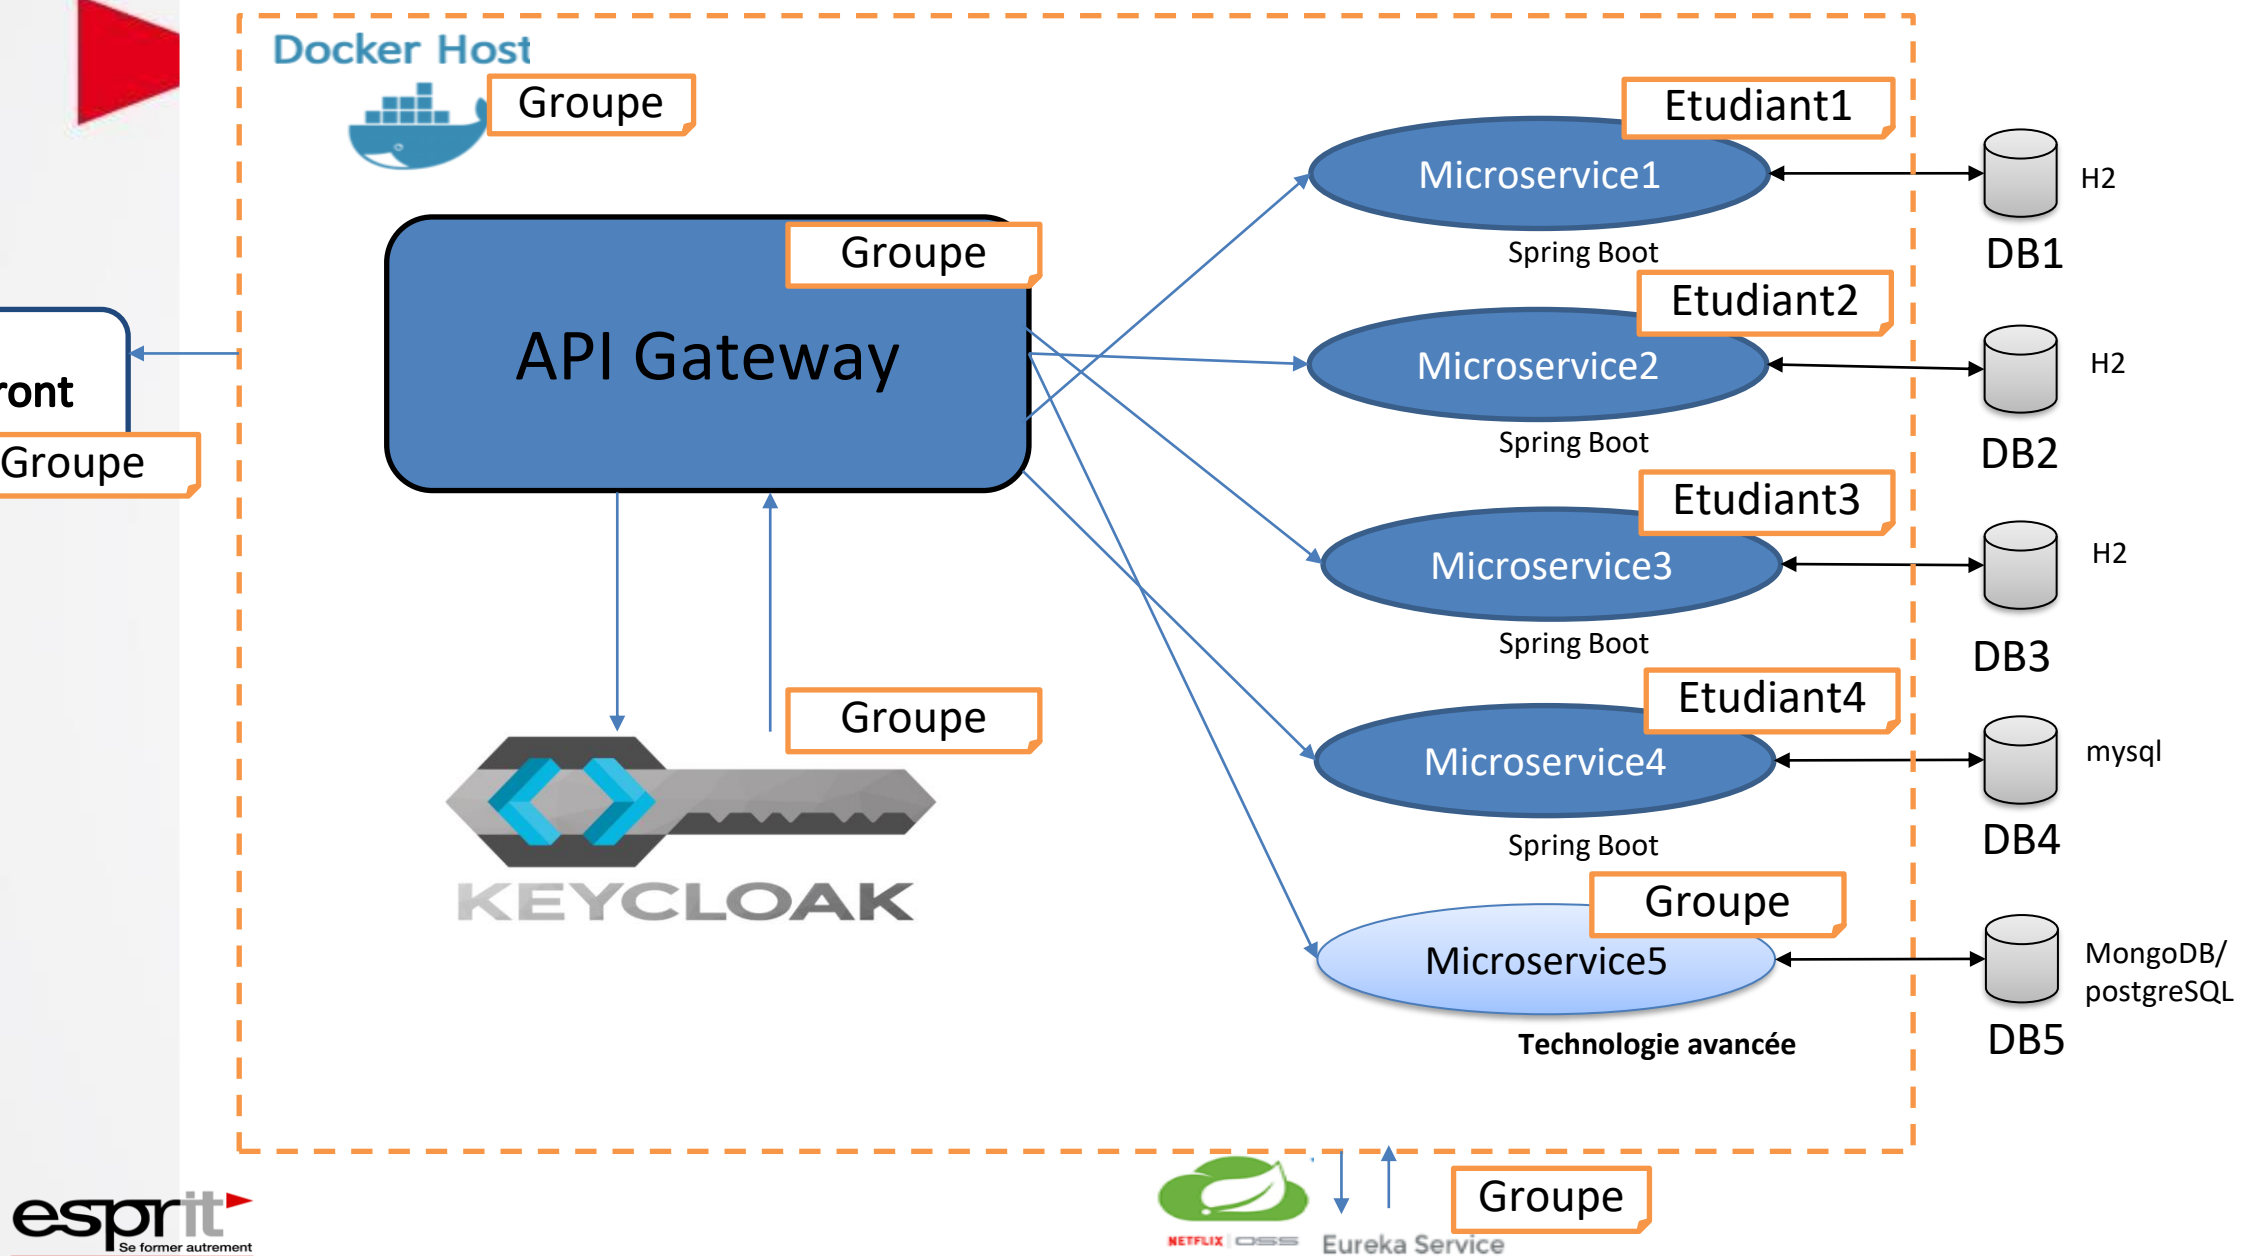 Docker Host
Groupe
Etudiant1
Microservice1
Spring Boot
H2
DB1
Groupe
API Gateway
Etudiant2
Microservice2
Spring Boot
H2
DB2
ront
Groupe
Etudiant3
Microservice3
Spring Boot
H2
DB3
Groupe
KEYCLOAK
Etudiant4
Microservice4
Spring Boot
mysql
DB4
Groupe
Microservice5
Technologie avancée
MongoDB/
postgreSQL
DB5
esprit
Se former autrement
NETFLIX OSS
Eureka Service
Groupe